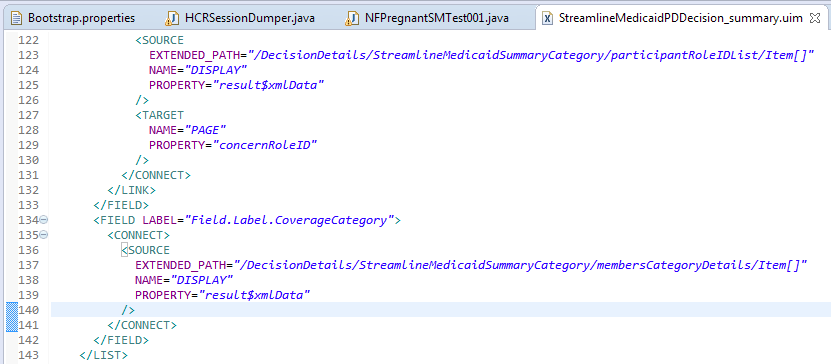 Bootstrap.properties HCRSessionDumper.java NFPregnantSMTest001.java StreamlineMedicaidPDDecision_summary.uim
122 <SOURCE
123 EXTENDED_PATH="/DecisionDetails/StreamlineMedicaidSummaryCategory/participantRoleIDList/Item[]"
124 NAME="DISPLAY"
125 PROPERTY="result$xmlData"
126 />
127 <TARGET
128 NAME="PAGE"
129 PROPERTY="concernRoleID"
130 />
131 </CONNECT>
132 </LINK>
133 </FIELD>
134 <FIELD LABEL="Field.Label.CoverageCategory">
135 <CONNECT>
136 <SOURCE
137 EXTENDED_PATH="/DecisionDetails/StreamlineMedicaidSummaryCategory/membersCategoryDetails/Item[]"
138 NAME="DISPLAY"
139 PROPERTY="result$xmlData"
140 />
141 </CONNECT>
142 </FIELD>
143 </LIST>